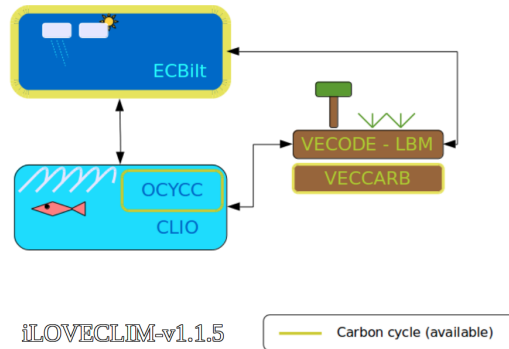 ECBilt
VECODE - LBM
VECCARB
OCYCC
CLIO
iLOVECLIM-v1.1.5
Carbon cycle (available)